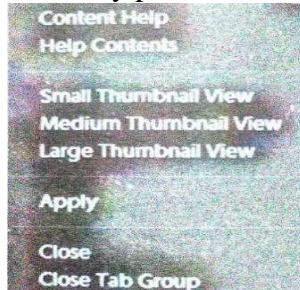 Content Help
Help Contents
Small Thumbnail View
Medium Thumbnail View
Large Thumbnail View
Apply
Close
Close Tab Group